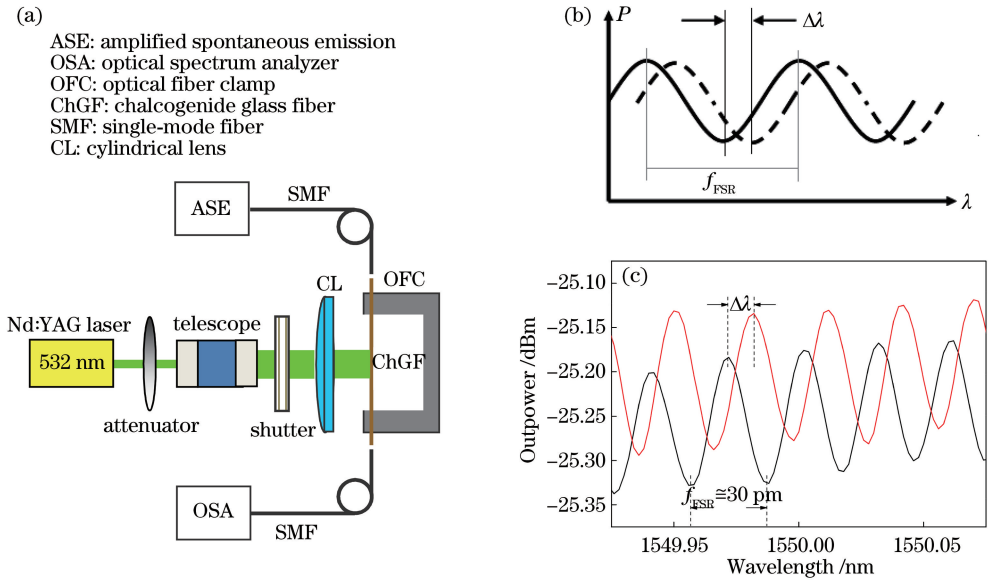 (a)
ASE: amplified spontaneous emission
OSA: optical spectrum analyzer
OFC: optical fiber clamp
ChGF: chalcogenide glass fiber
SMF: single-mode fiber
CL: cylindrical lens
ASE
SMF
CL
OFC
Nd:YAG laser
telescope
532 nm
ChGF
attenuator
shutter
OSA
SMF
(b)
P
Δλ
f_FSR
λ
(c)
Δλ
f_FSR≅30 pm
Outpower /dBm
−25.10
−25.15
−25.20
−25.25
−25.30
−25.35
1549.95
1550.00
1550.05
Wavelength /nm